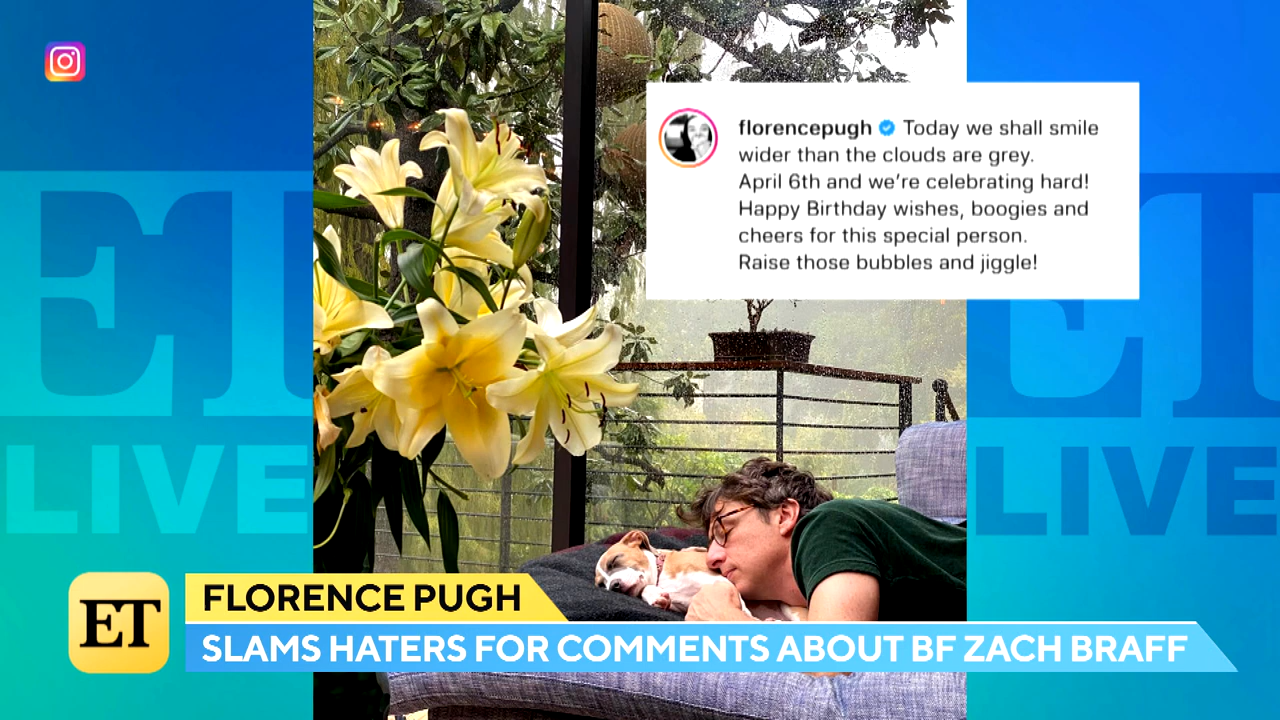 florencepugh Today we shall smile
wider than the clouds are grey.
April 6th and we're celebrating hard!
Happy Birthday wishes, boogies and
cheers for this special person.
Raise those bubbles and jiggle!
ET
LIVE
ET
LIVE
ET
FLORENCE PUGH
SLAMS HATERS FOR COMMENTS ABOUT BF ZACH BRAFF